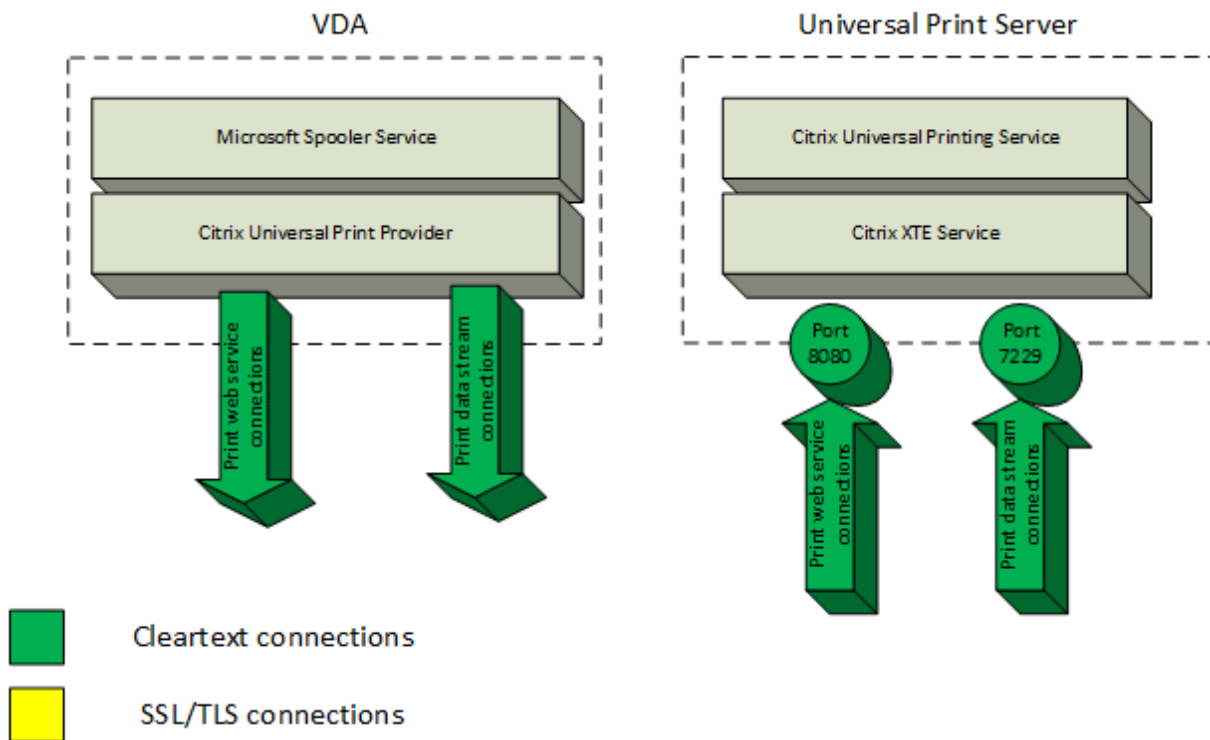 VDA
Universal Print Server
Microsoft Spooler Service
Citrix Universal Print Provider
Citrix Universal Printing Service
Citrix XTE Service
Port
8080
Port
7229
Print web service
connections
Print data stream
connections
Print web service
connections
Print data stream
connections
Cleartext connections
SSL/TLS connections